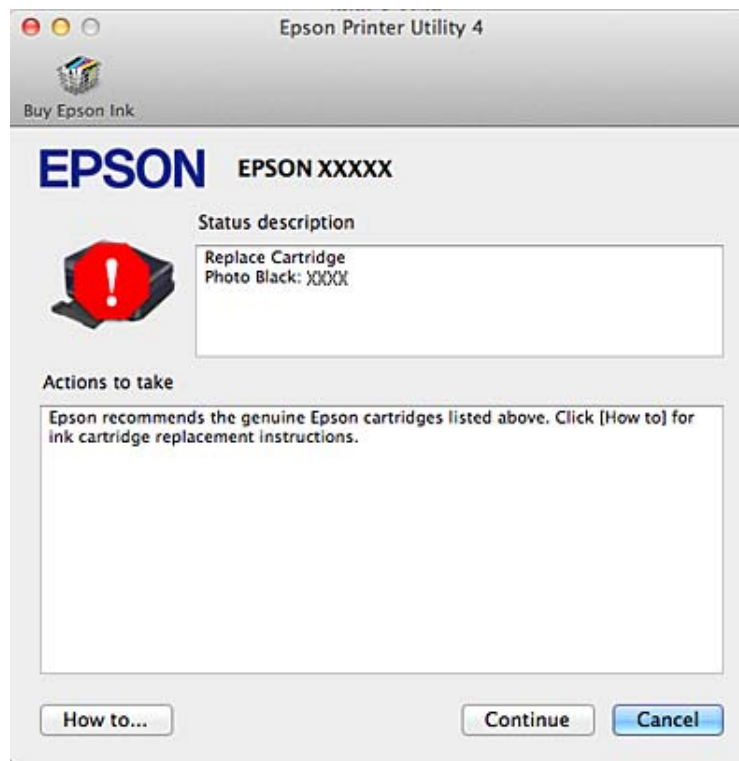 Epson Printer Utility 4
Buy Epson Ink
EPSON
EPSON XXXXX
Status description
Replace Cartridge
Photo Black: XXXX
!
Actions to take
Epson recommends the genuine Epson cartridges listed above. Click [How to] for
ink cartridge replacement instructions.
How to...
Continue
Cancel